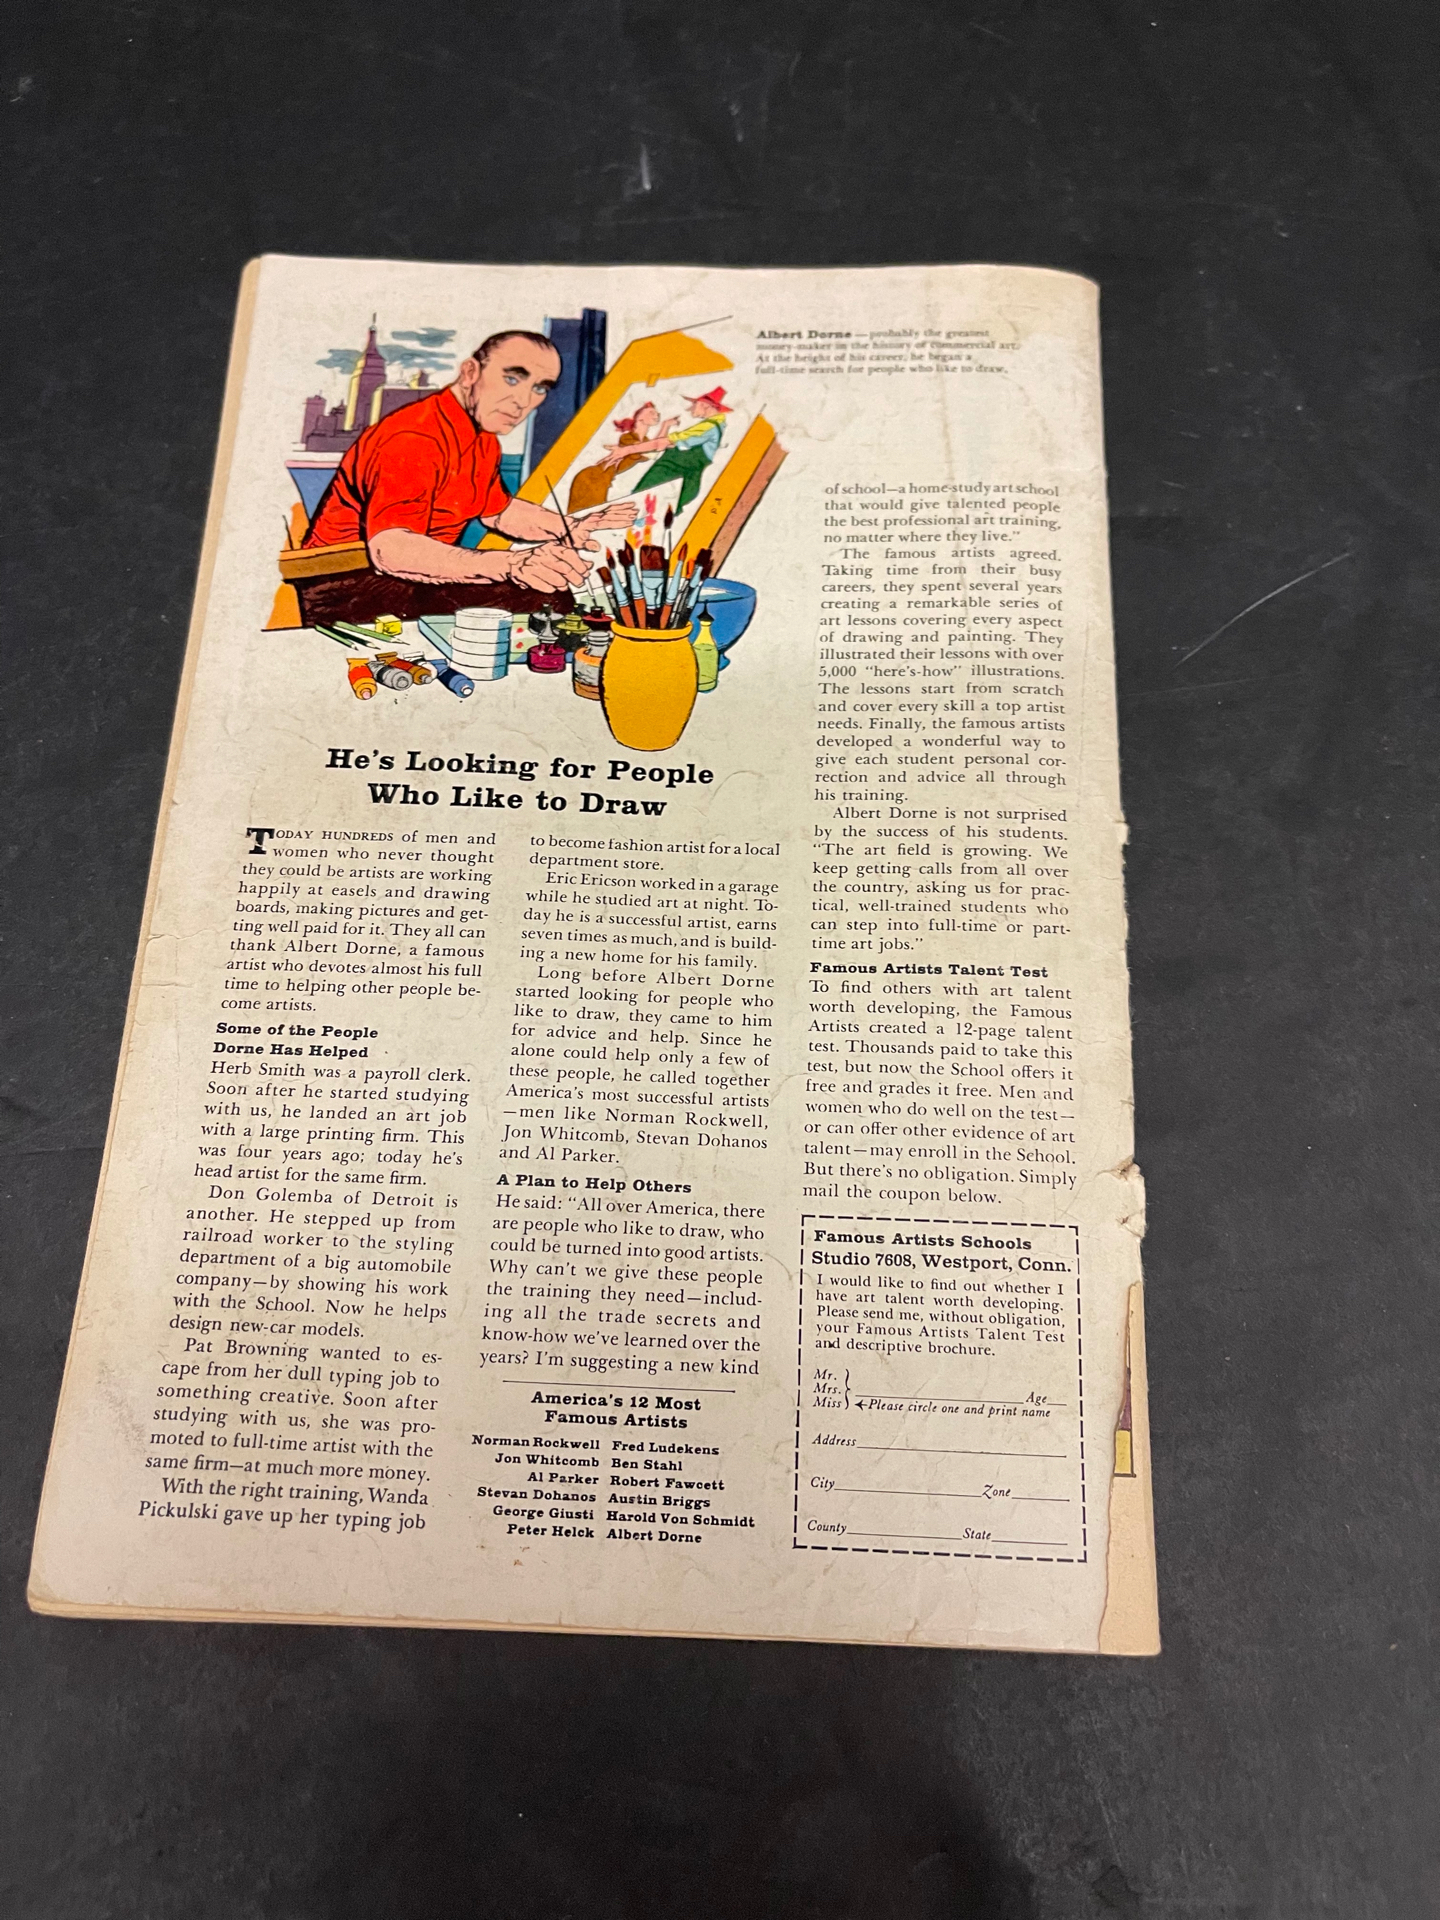 Albert Dorne — probably the greatest
money-maker in the history of commercial art.
At the height of his career, he began a
full-time search for people who like to draw.
He's Looking for People
Who Like to Draw
TODAY HUNDREDS of men and
women who never thought
they could be artists are working
happily at easels and drawing
boards, making pictures and get-
ting well paid for it. They all can
thank Albert Dorne, a famous
artist who devotes almost his full
time to helping other people be-
come artists.
Some of the People
Dorne Has Helped
Herb Smith was a payroll clerk.
Soon after he started studying
with us, he landed an art job
with a large printing firm. This
was four years ago; today he's
head artist for the same firm.
Don Golemba of Detroit is
another. He stepped up from
railroad worker to the styling
department of a big automobile
company—by showing his work
with the School. Now he helps
design new-car models.
Pat Browning wanted to es-
cape from her dull typing job to
something creative. Soon after
studying with us, she was pro-
moted to full-time artist with the
same firm—at much more money.
With the right training, Wanda
Pickulski gave up her typing job
to become fashion artist for a local
department store.
Eric Ericson worked in a garage
while he studied art at night. To-
day he is a successful artist, earns
seven times as much, and is build-
ing a new home for his family.
Long before Albert Dorne
started looking for people who
like to draw, they came to him
for advice and help. Since he
alone could help only a few of
these people, he called together
America's most successful artists
—men like Norman Rockwell,
Jon Whitcomb, Stevan Dohanos
and Al Parker.
A Plan to Help Others
He said: "All over America, there
are people who like to draw, who
could be turned into good artists.
Why can't we give these people
the training they need—includ-
ing all the trade secrets and
know-how we've learned over the
years? I'm suggesting a new kind
of school—a home-study art school
that would give talented people
the best professional art training,
no matter where they live."
The famous artists agreed.
Taking time from their busy
careers, they spent several years
creating a remarkable series of
art lessons covering every aspect
of drawing and painting. They
illustrated their lessons with over
5,000 "here's-how" illustrations.
The lessons start from scratch
and cover every skill a top artist
needs. Finally, the famous artists
developed a wonderful way to
give each student personal cor-
rection and advice all through
his training.
Albert Dorne is not surprised
by the success of his students.
"The art field is growing. We
keep getting calls from all over
the country, asking us for prac-
tical, well-trained students who
can step into full-time or part-
time art jobs."
Famous Artists Talent Test
To find others with art talent
worth developing, the Famous
Artists created a 12-page talent
test. Thousands paid to take this
test, but now the School offers it
free and grades it free. Men and
women who do well on the test—
or can offer other evidence of art
talent—may enroll in the School.
But there's no obligation. Simply
mail the coupon below.
America's 12 Most
Famous Artists
Norman Rockwell Fred Ludekens
Jon Whitcomb Ben Stahl
Al Parker Robert Fawcett
Stevan Dohanos Austin Briggs
George Giusti Harold Von Schmidt
Peter Helck Albert Dorne
Famous Artists Schools
Studio 7608, Westport, Conn.
I would like to find out whether I
have art talent worth developing.
Please send me, without obligation,
your Famous Artists Talent Test
and descriptive brochure.
Mr.
Mrs. Age
Miss Please circle one and print name
Address
City Zone
County State